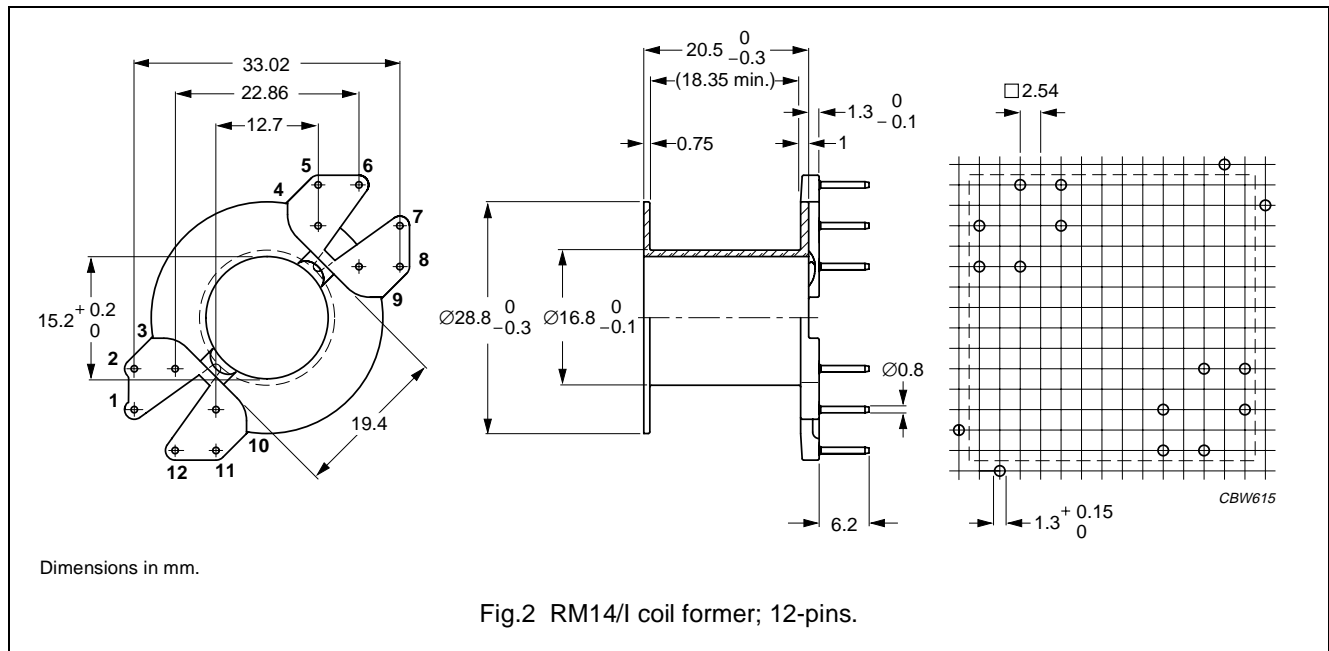 33.02
22.86
12.7
5
6
4
7
8
9
15.2 + 0.2 0
3
2
1
10
12
11
19.4
20.5 0 −0.3
(18.35 min.)
1.3 0 −0.1
0.75
1
∅28.8 0 −0.3
∅16.8 0 −0.1
∅0.8
6.2
□2.54
CBW615
1.3 + 0.15 0
Dimensions in mm.
Fig.2 RM14/I coil former; 12-pins.